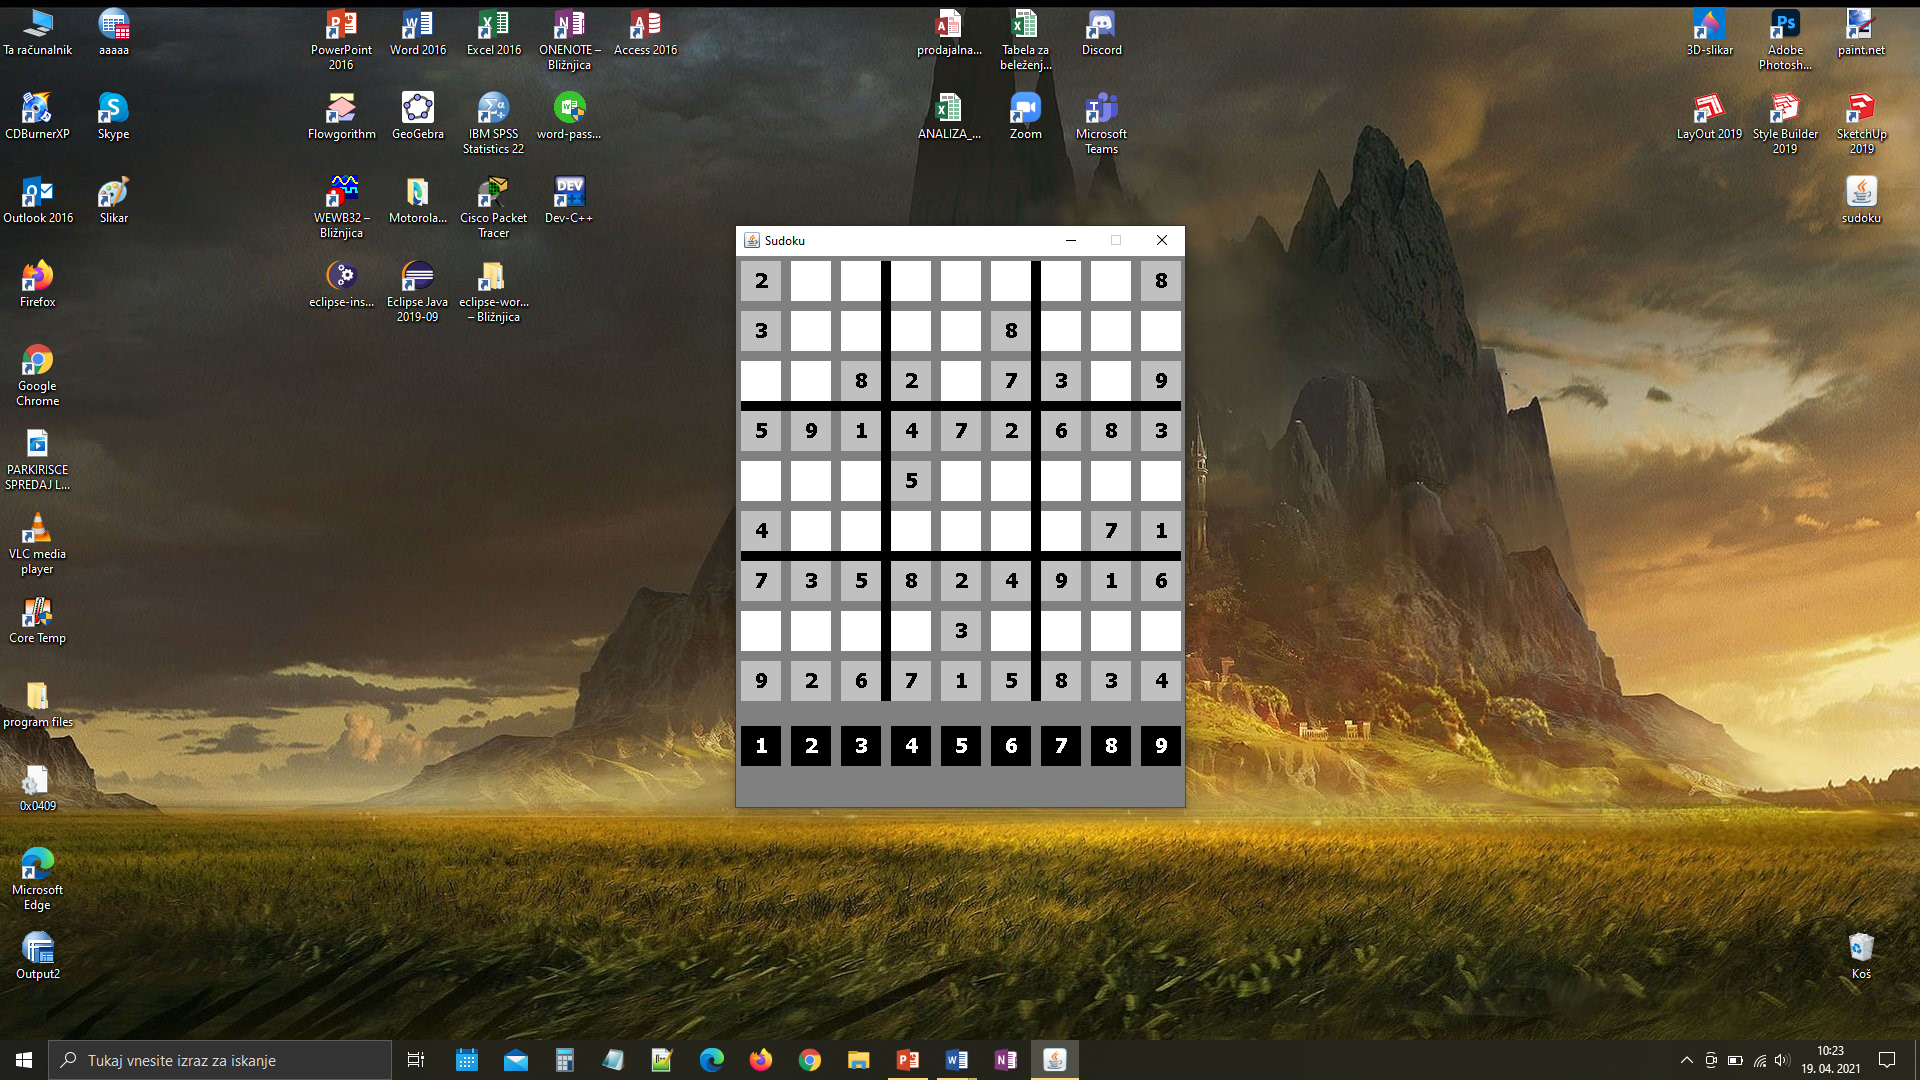 Ta računalnik
aaaaa
PowerPoint
2016
Word 2016
Excel 2016
ONENOTE –
Bližnjica
Access 2016
prodajalna...
Tabela za
beleženj...
Discord
3D-slikar
Adobe
Photosh...
paint.net
CDBurnerXP
Skype
Flowgorithm
GeoGebra
IBM SPSS
Statistics 22
word-pass...
ANALIZA_...
Zoom
Microsoft
Teams
LayOut 2019
Style Builder
2019
SketchUp
2019
Outlook 2016
Slikar
WEWB32 –
Bližnjica
Motorola...
Cisco Packet
Tracer
DEV
Dev-C++
sudoku
Firefox
eclipse-ins...
Eclipse Java
2019-09
eclipse-wor...
– Bližnjica
Google
Chrome
PARKIRISCE
SPREDAJ L...
VLC media
player
Core Temp
program files
0x0409
Microsoft
Edge
Output2
Koš
Sudoku
2 8
3 8
8 2 7 3 9
5 9 1 4 7 2 6 8 3
5
4 7 1
7 3 5 8 2 4 9 1 6
3
9 2 6 7 1 5 8 3 4
1 2 3 4 5 6 7 8 9
Tukaj vnesite izraz za iskanje
10:23
19. 04. 2021